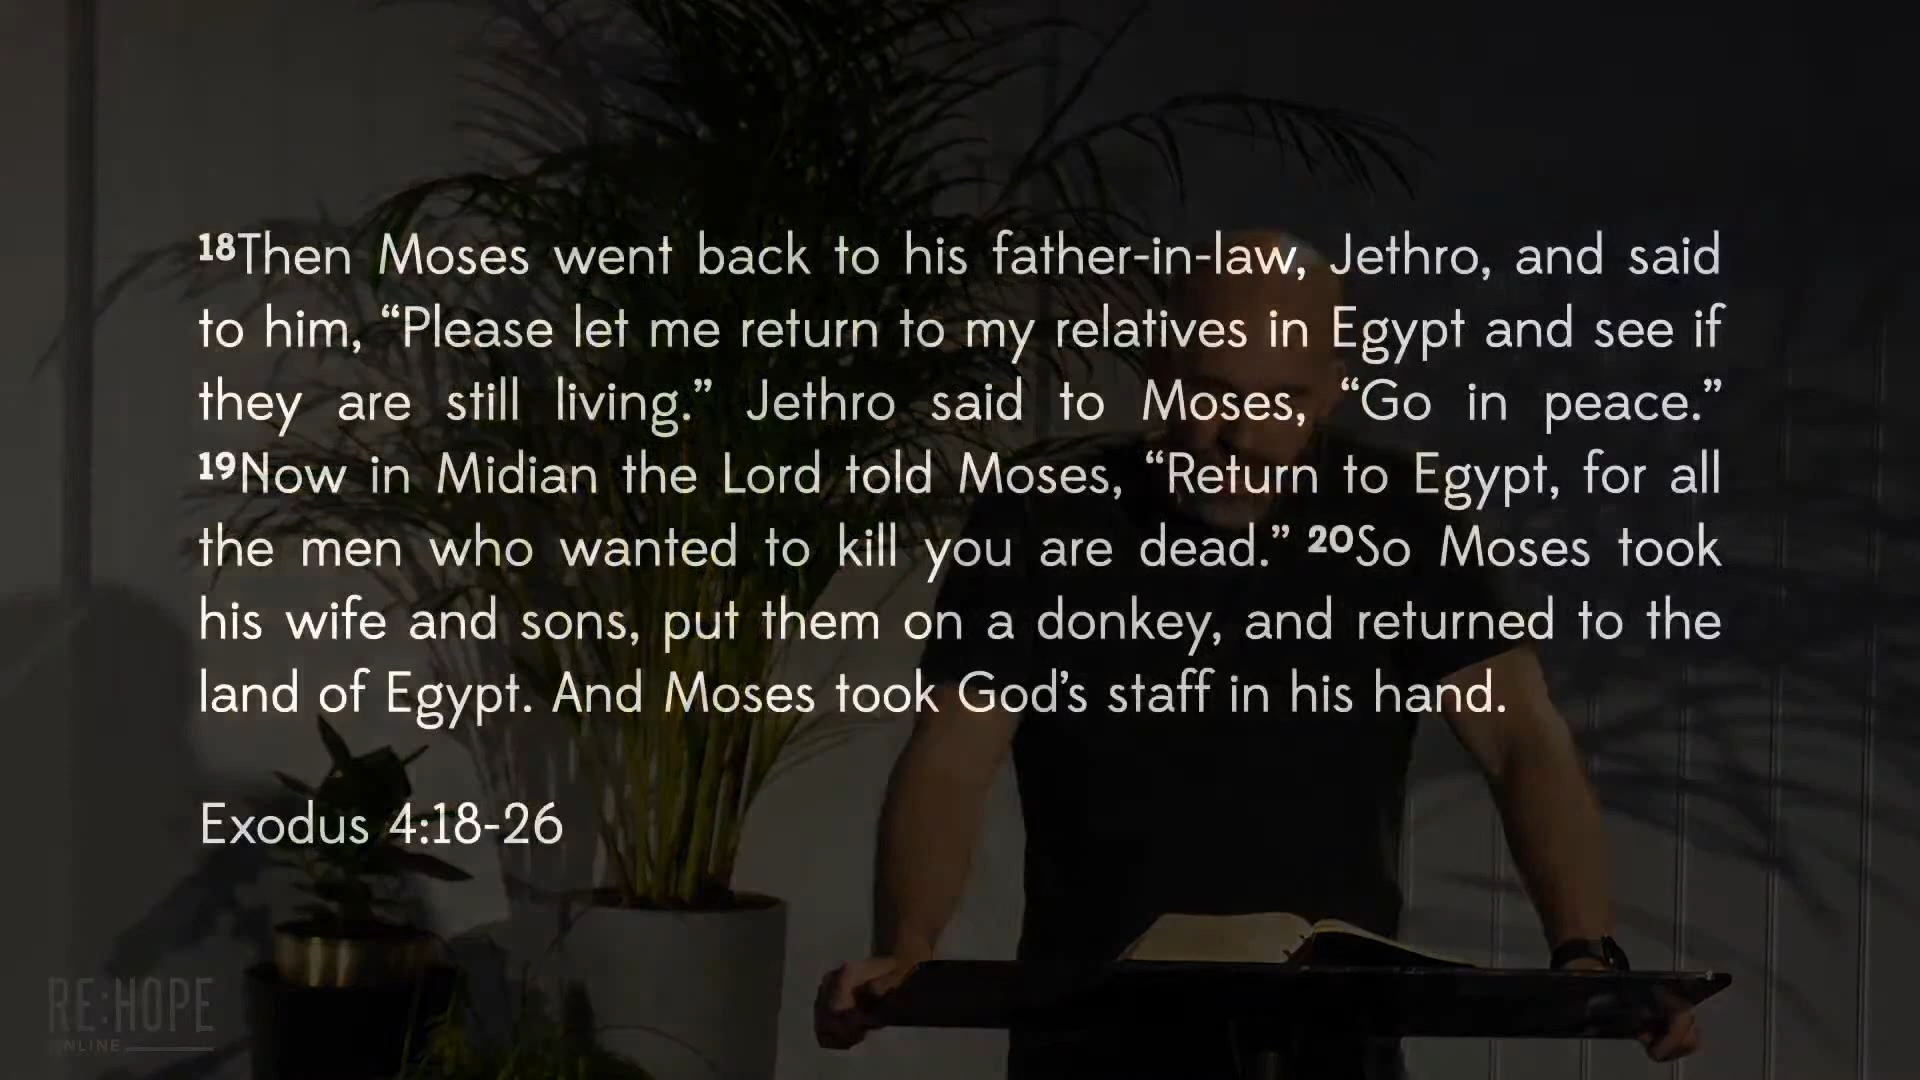 18Then Moses went back to his father-in-law, Jethro, and said
to him, “Please let me return to my relatives in Egypt and see if
they are still living.” Jethro said to Moses, “Go in peace.”
19Now in Midian the Lord told Moses, “Return to Egypt, for all
the men who wanted to kill you are dead.” 20So Moses took
his wife and sons, put them on a donkey, and returned to the
land of Egypt. And Moses took God’s staff in his hand.
Exodus 4:18-26
RE:HOPE
ONLINE